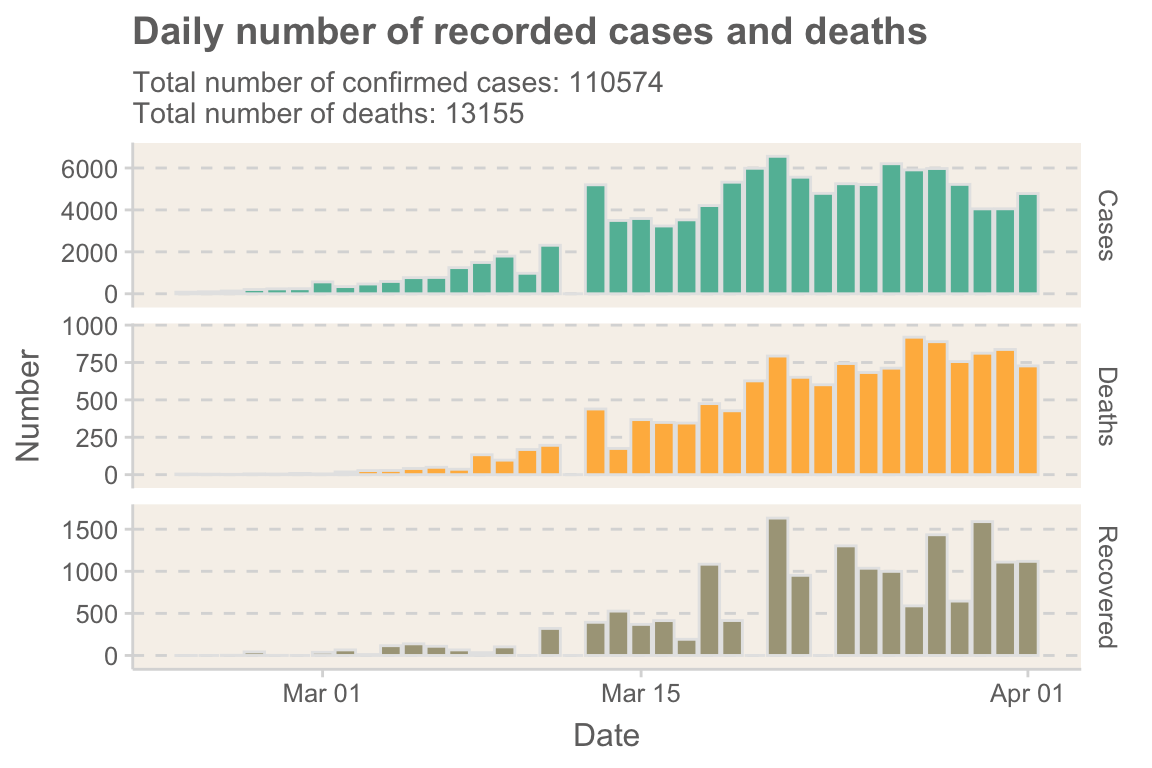 Daily number of recorded cases and deaths
Total number of confirmed cases: 110574
Total number of deaths: 13155
6000
4000
2000
0
Cases
1000
750
500
250
0
Deaths
Number
1500
1000
500
0
Recovered
Mar 01
Mar 15
Apr 01
Date